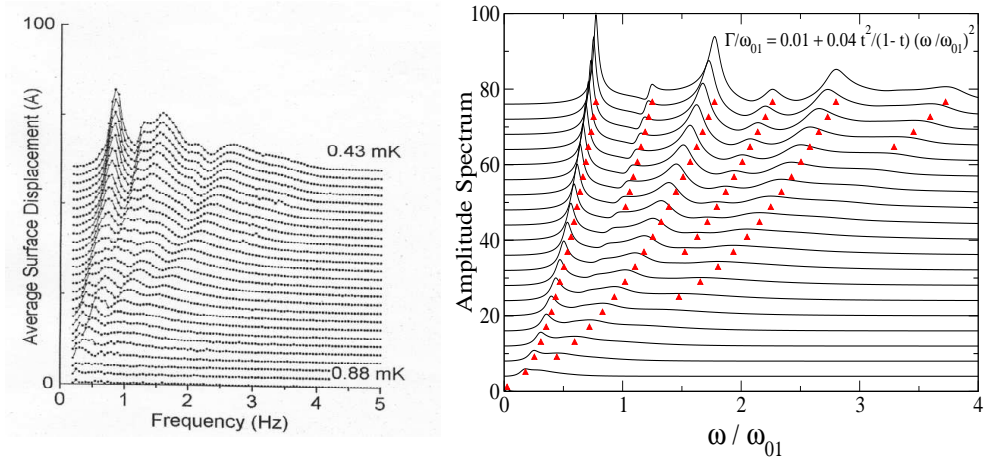 100
0
Average Surface Displacement (A)
0.43 mK
0.88 mK
0 1 2 3 4 5
Frequency (Hz)
100
80
60
40
20
0
Amplitude Spectrum
Γ/ω01 = 0.01 + 0.04 t^2/(1- t) (ω/ω01)^2
0 1 2 3 4
ω / ω01